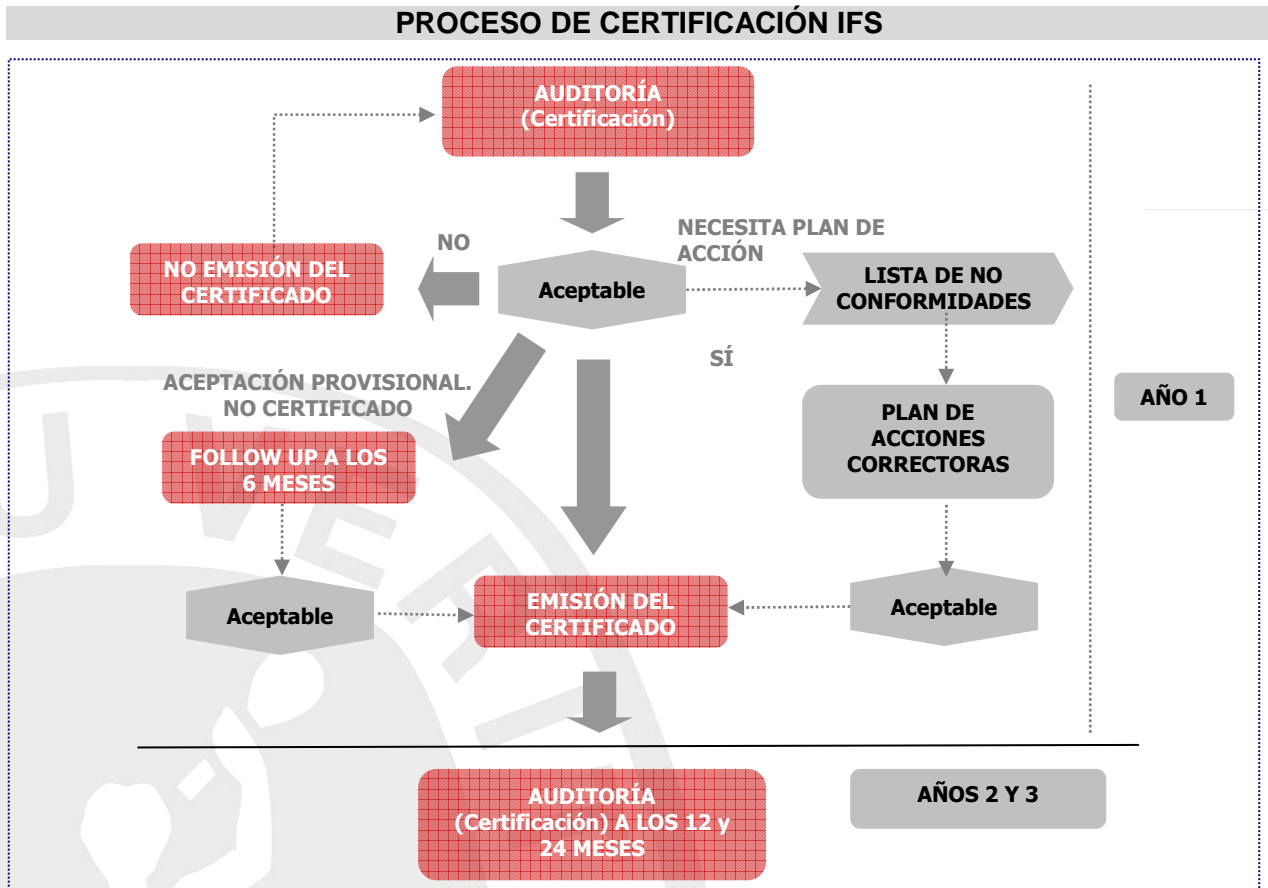 PROCESO DE CERTIFICACIÓN IFS
AUDITORÍA
(Certificación)
NO
NECESITA PLAN DE
ACCIÓN
NO EMISIÓN DEL
CERTIFICADO
Aceptable
LISTA DE NO
CONFORMIDADES
SÍ
ACEPTACIÓN PROVISIONAL.
NO CERTIFICADO
AÑO 1
FOLLOW UP A LOS
6 MESES
PLAN DE
ACCIONES
CORRECTORAS
Aceptable
EMISIÓN DEL
CERTIFICADO
Aceptable
AUDITORÍA
(Certificación) A LOS 12 y
24 MESES
AÑOS 2 Y 3